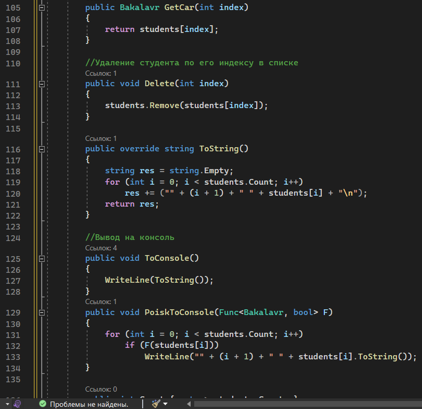 105 public Bakalavr GetCar(int index)
106 {
107 return students[index];
108 }
109
110 //Удаление студента по его индексу в списке
Ссылок: 1
111 public void Delete(int index)
112 {
113 students.Remove(students[index]);
114 }
115
Ссылок: 1
116 public override string ToString()
117 {
118 string res = string.Empty;
119 for (int i = 0; i < students.Count; i++)
120 res += ("" + (i + 1) + " " + students[i] + "\n");
121 return res;
122 }
123
124 //Вывод на консоль
Ссылок: 4
125 public void ToConsole()
126 {
127 WriteLine(ToString());
128 }
Ссылок: 1
129 public void PoiskToConsole(Func<Bakalavr, bool> F)
130 {
131 for (int i = 0; i < students.Count; i++)
132 if (F(students[i]))
133 WriteLine("" + (i + 1) + " " + students[i].ToString());
134 }
135
Ссылок: 0
Проблемы не найдены.